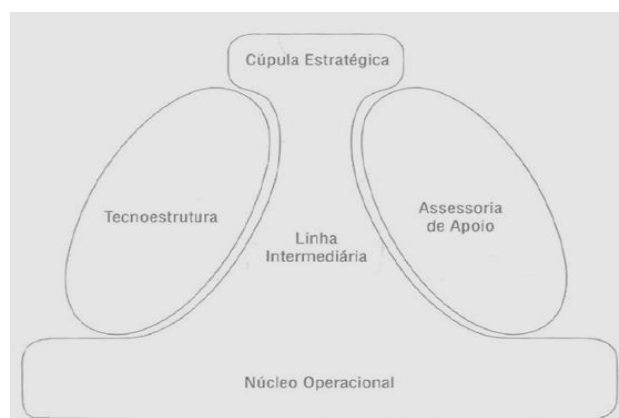 Cúpula Estratégica
Tecnoestrutura
Assessoria
de Apoio
Linha
Intermediária
Núcleo Operacional